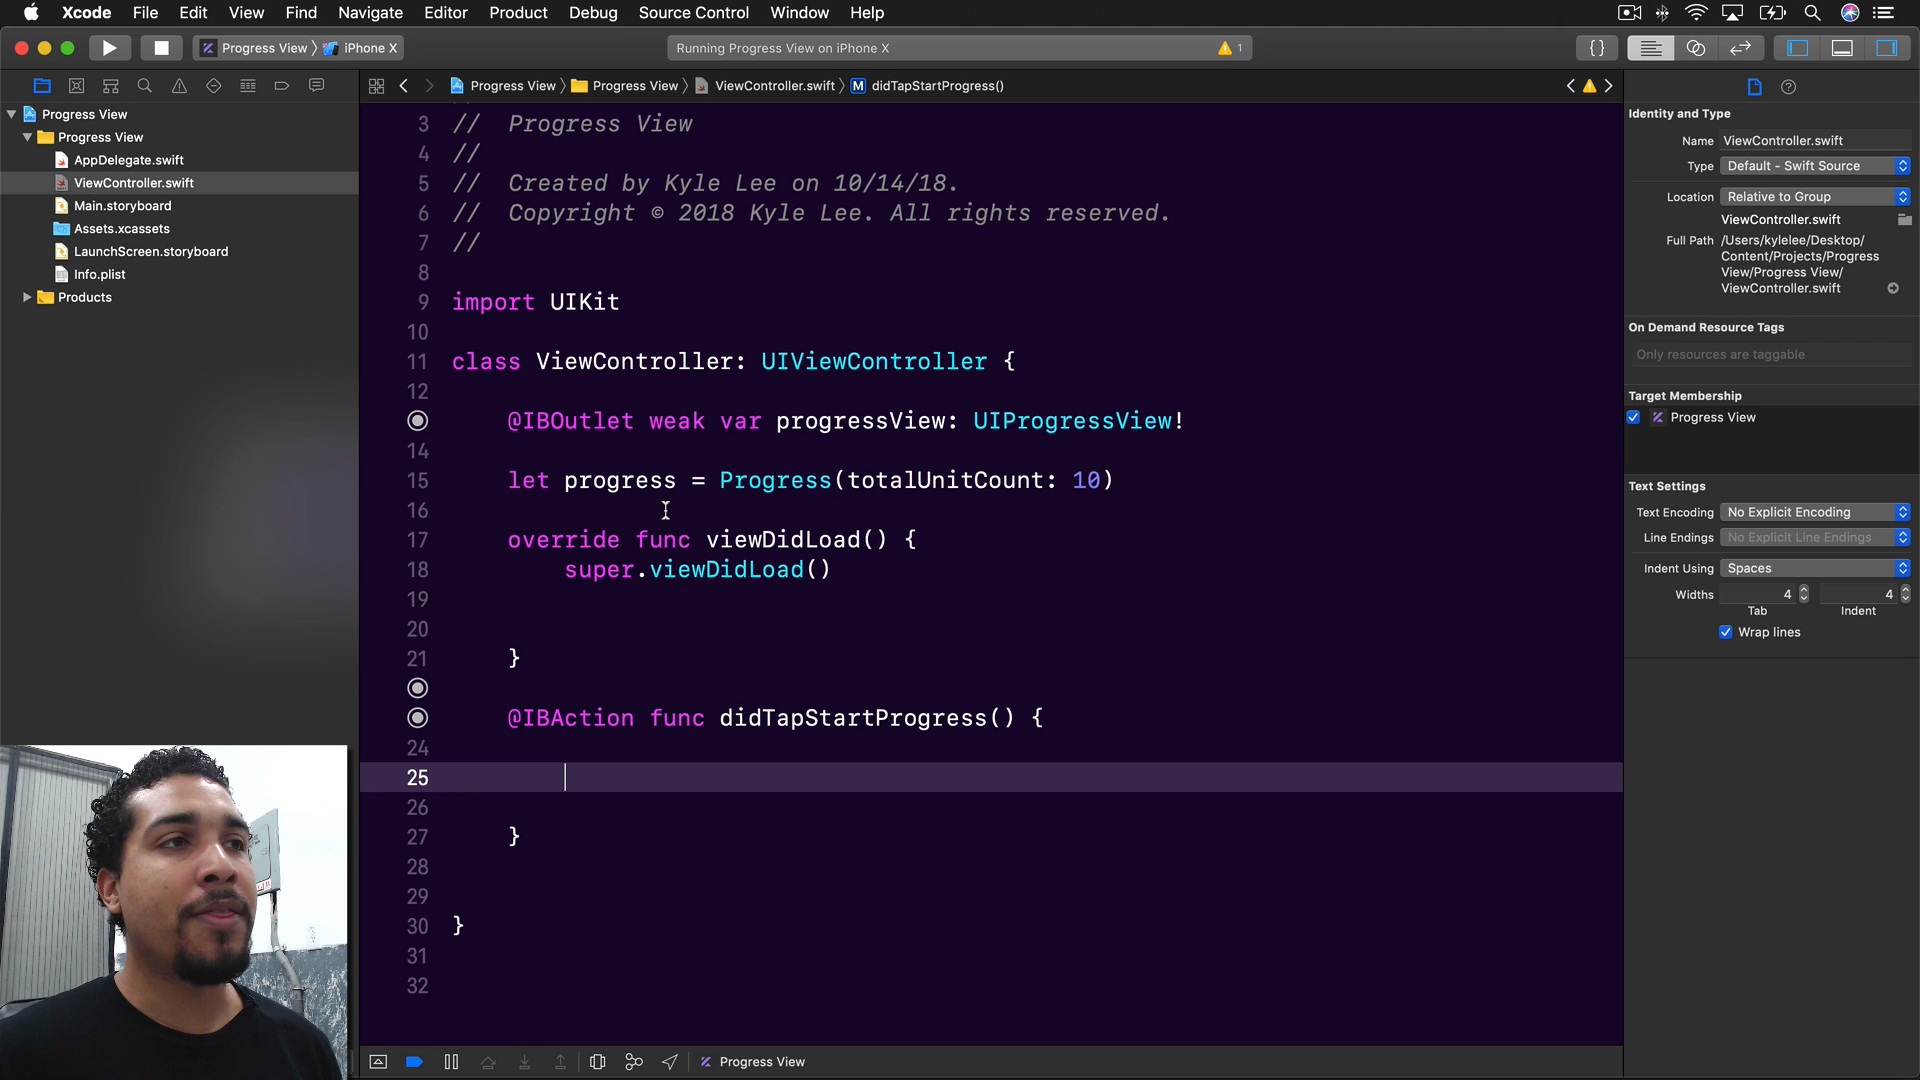 Xcode File Edit View Find Navigate Editor Product Debug Source Control Window Help
Progress View 〉 iPhone X
Running Progress View on iPhone X
1
{}
Progress View 〉 Progress View 〉 ViewController.swift 〉 M didTapStartProgress()
Progress View
Progress View
AppDelegate.swift
ViewController.swift
Main.storyboard
Assets.xcassets
LaunchScreen.storyboard
Info.plist
Products
3 // Progress View
4 //
5 // Created by Kyle Lee on 10/14/18.
6 // Copyright © 2018 Kyle Lee. All rights reserved.
7 //
8
9 import UIKit
10
11 class ViewController: UIViewController {
12
@IBOutlet weak var progressView: UIProgressView!
14
15 let progress = Progress(totalUnitCount: 10)
16
17 override func viewDidLoad() {
18 super.viewDidLoad()
19
20
21 }
@IBAction func didTapStartProgress() {
24
25
26
27 }
28
29
30 }
31
32
Progress View
Identity and Type
Name ViewController.swift
Type Default - Swift Source
Location Relative to Group
ViewController.swift
Full Path /Users/kylelee/Desktop/
Content/Projects/Progress
View/Progress View/
ViewController.swift
On Demand Resource Tags
Only resources are taggable
Target Membership
Progress View
Text Settings
Text Encoding No Explicit Encoding
Line Endings No Explicit Line Endings
Indent Using Spaces
Widths 4 4
Tab Indent
Wrap lines